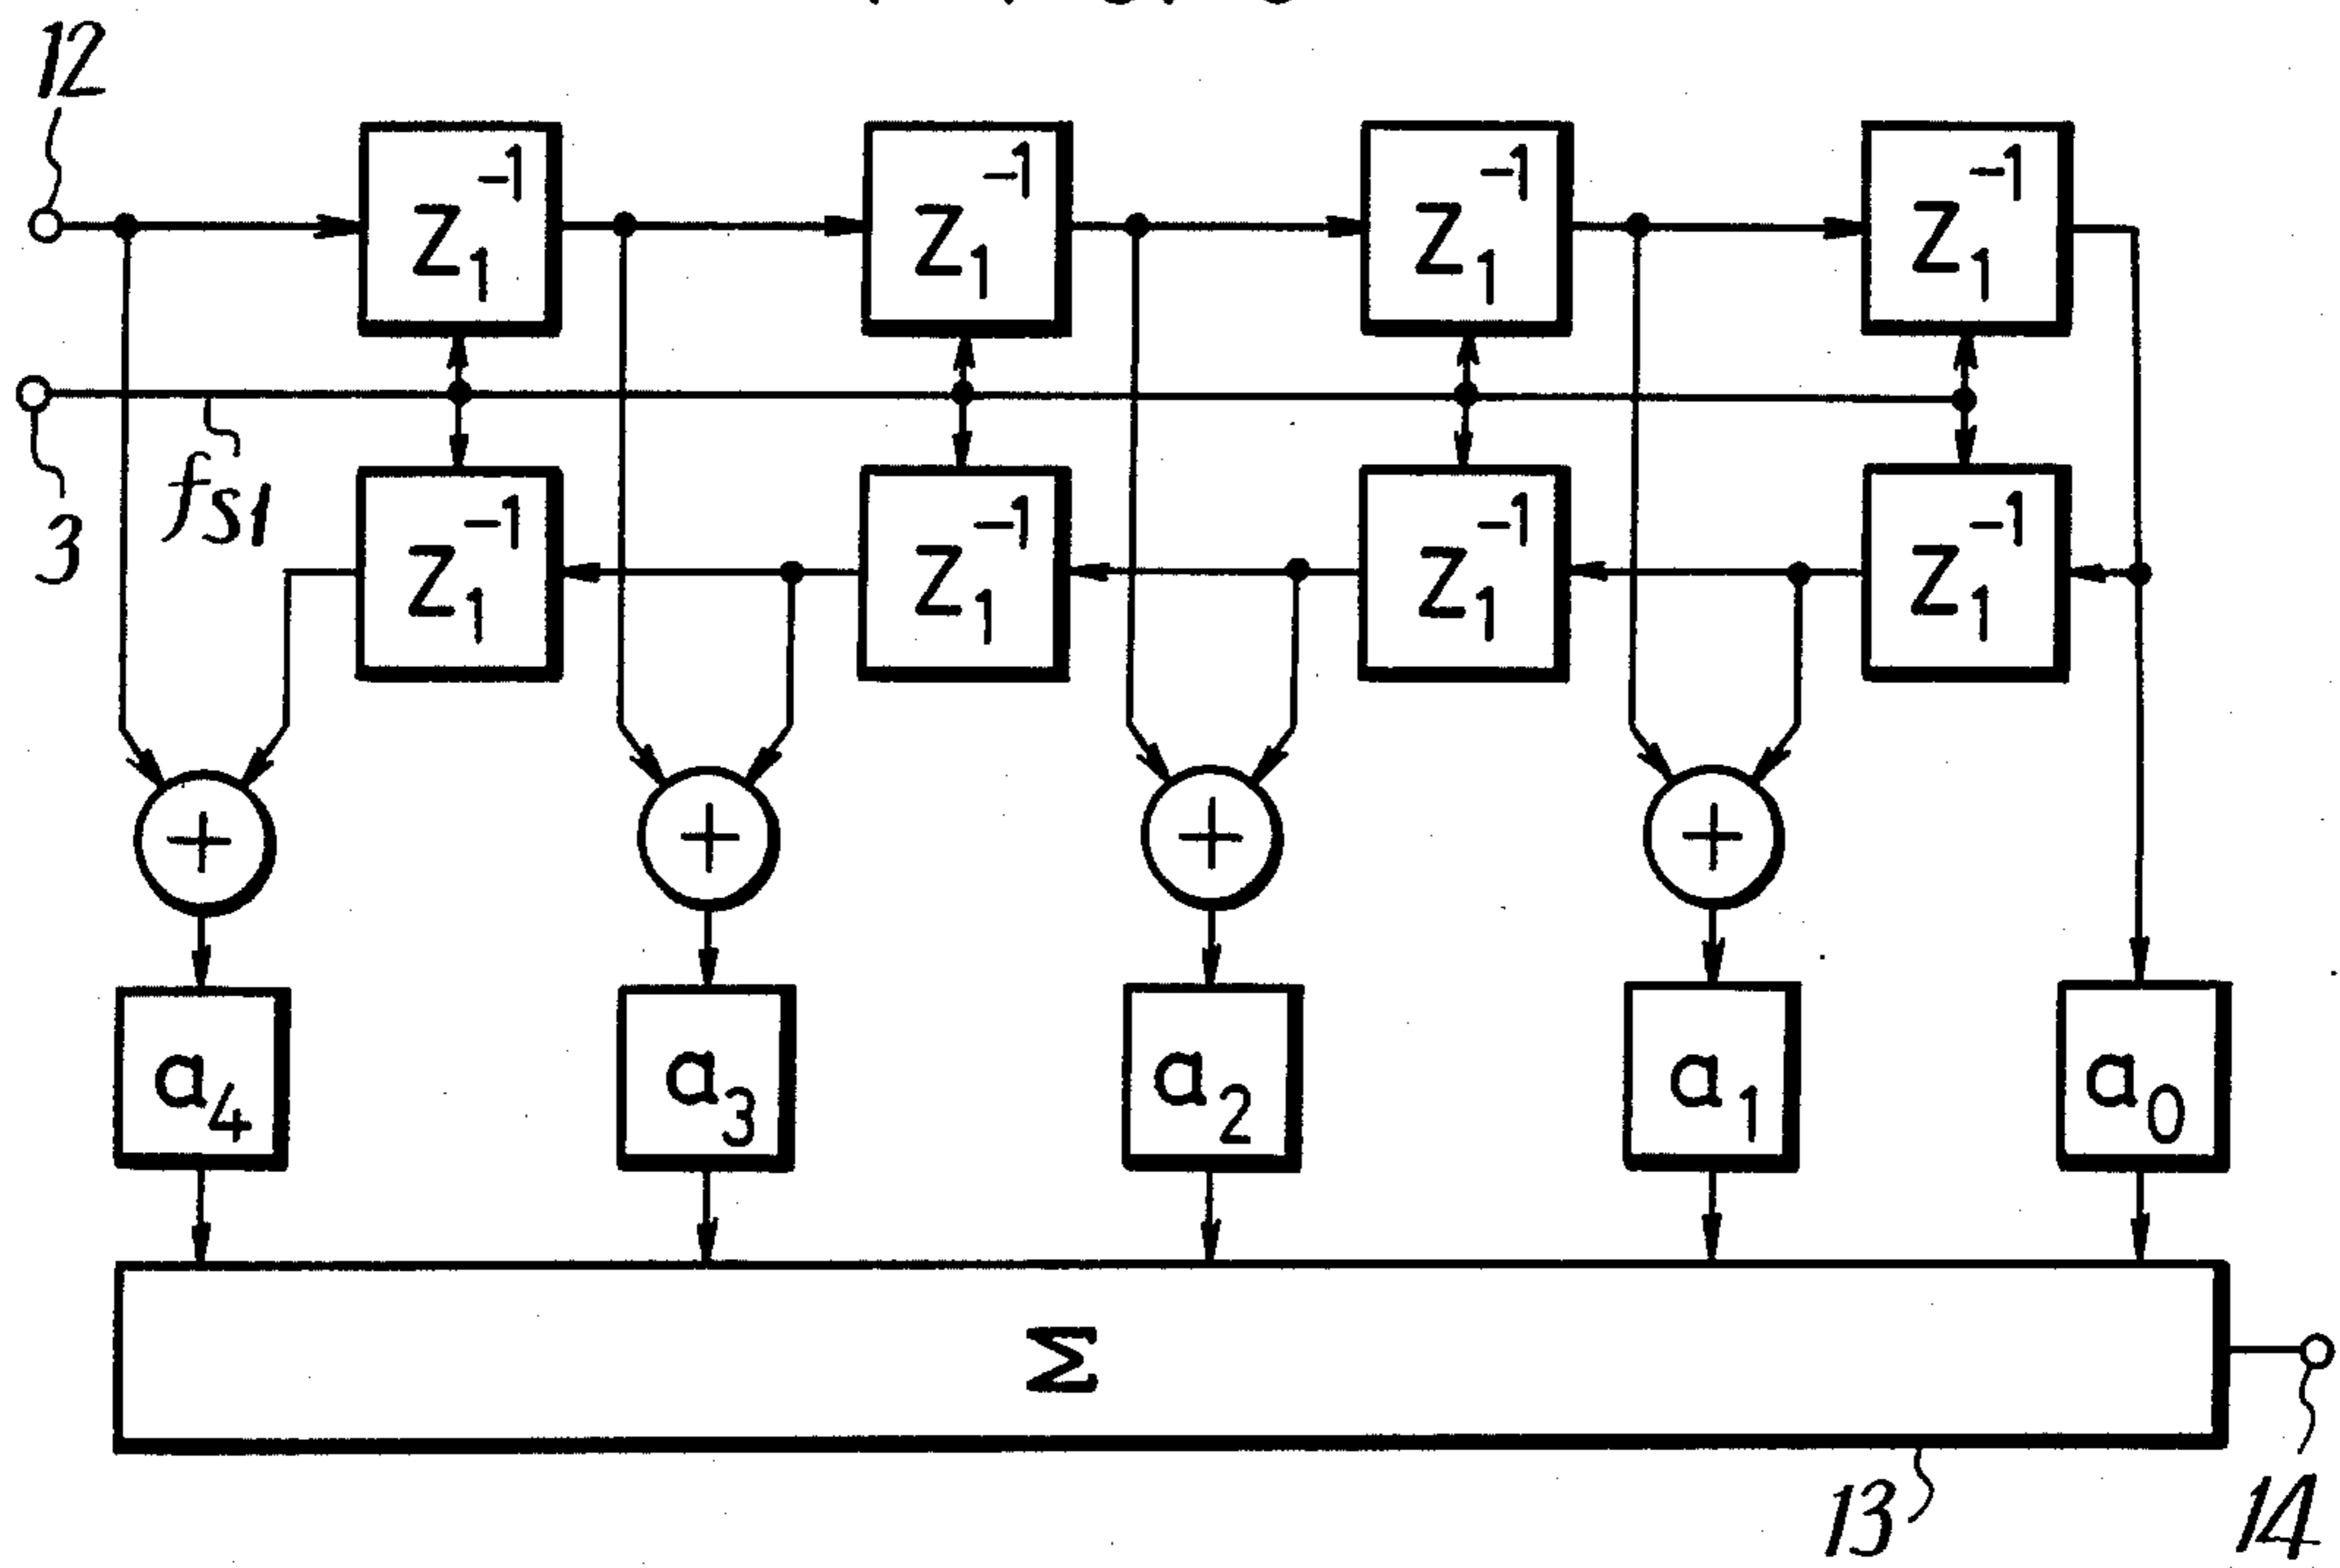 12
Z₁⁻¹ Z₁⁻¹ Z₁⁻¹ Z₁⁻¹
3
fs1
Z₁⁻¹ Z₁⁻¹ Z₁⁻¹ Z₁⁻¹
+ + + +
a₄ a₃ a₂ a₁ a₀
Σ
13
14